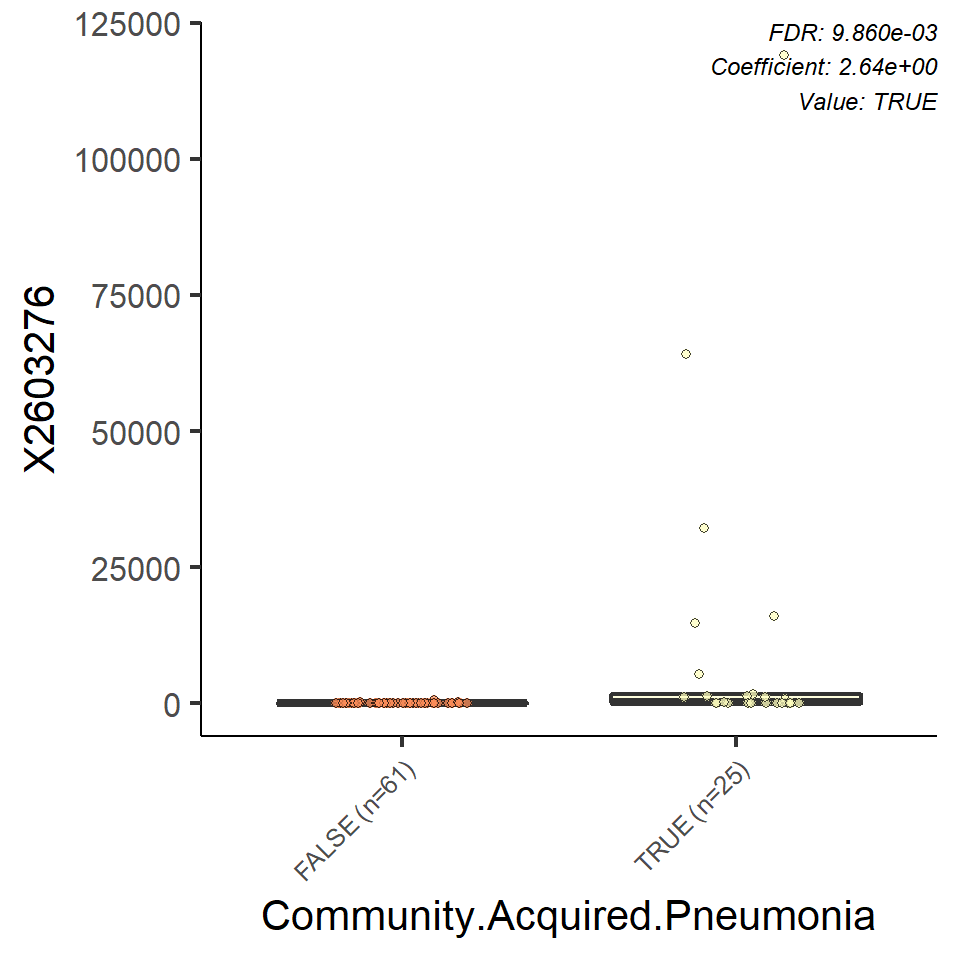 FDR: 9.860e-03
Coefficient: 2.64e+00
Value: TRUE
125000
100000
75000
50000
25000
0
X2603276
FALSE (n=61)
TRUE (n=25)
Community.Acquired.Pneumonia